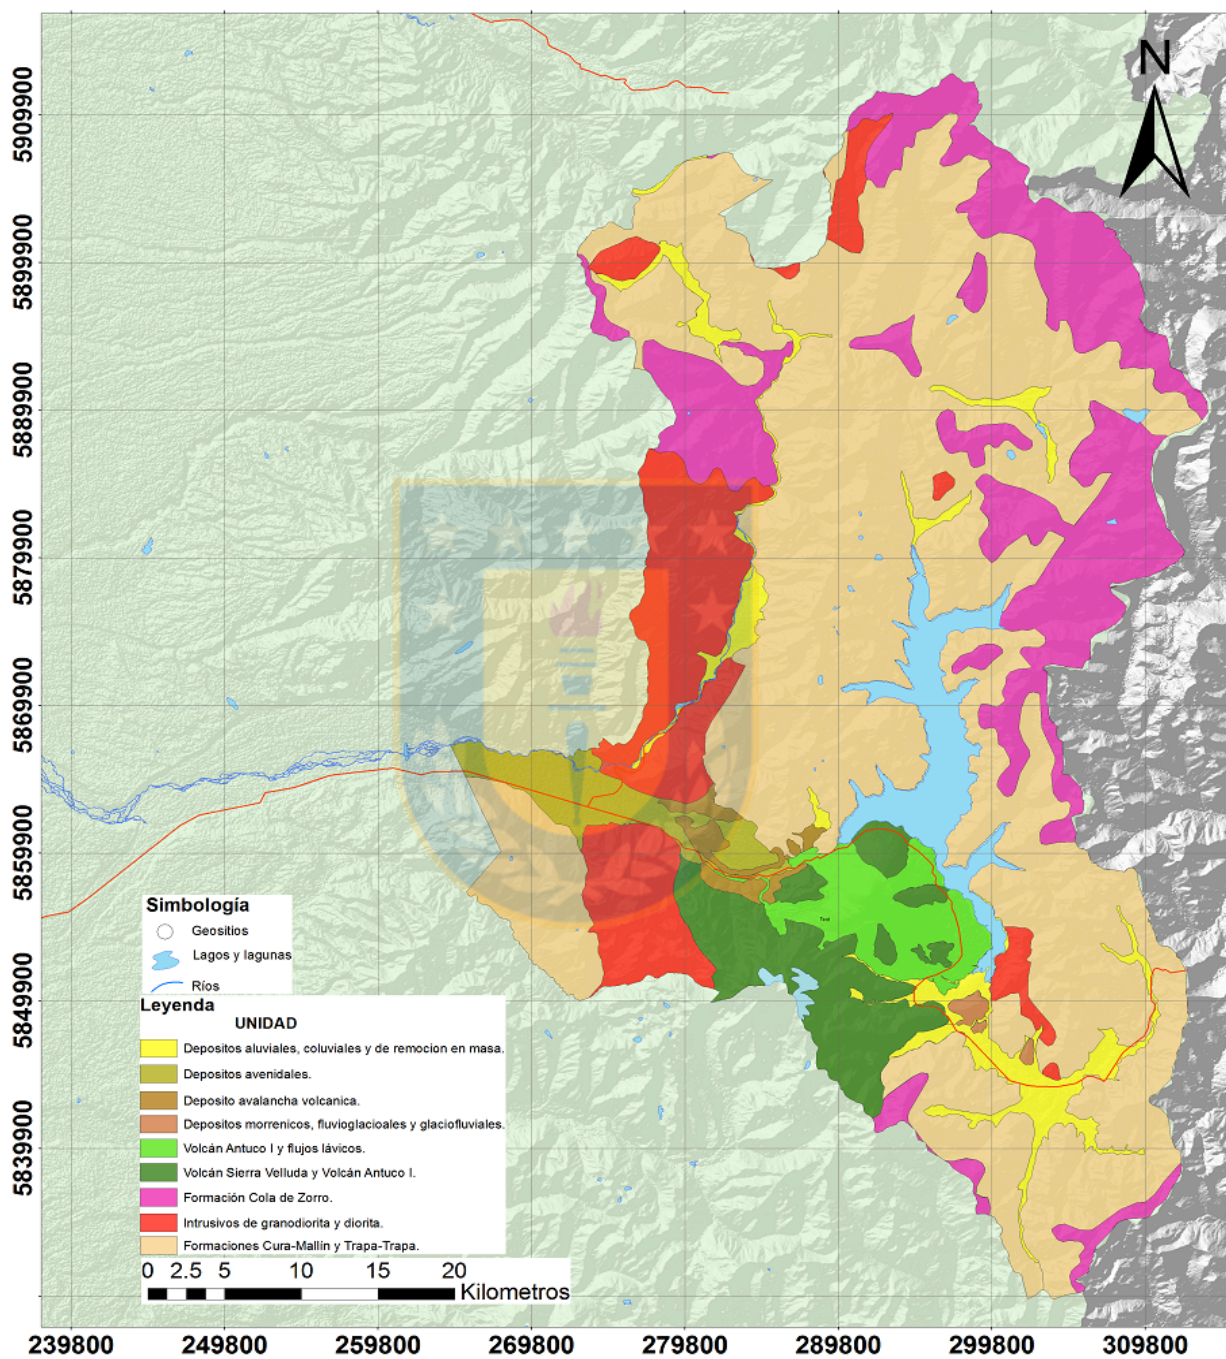 N
5909900
5899900
5889900
5879900
5869900
5859900
5849900
5839900
Simbología
Geositios
Lagos y lagunas
Ríos
Leyenda
UNIDAD
Depositos aluviales, coluviales y de remocion en masa.
Depositos avenidales.
Deposito avalancha volcanica.
Depositos morrenicos, fluvioglacioales y glaciofluviales.
Volcán Antuco I y flujos lávicos.
Volcán Sierra Velluda y Volcán Antuco I.
Formación Cola de Zorro.
Intrusivos de granodiorita y diorita.
Formaciones Cura-Mallín y Trapa-Trapa.
0 2.5 5 10 15 20
Kilometros
239800 249800 259800 269800 279800 289800 299800 309800